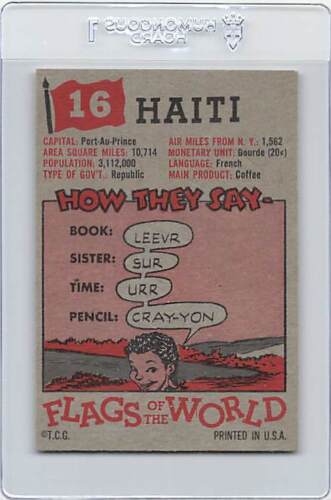 16 HAITI
CAPITAL: Port-Au-Prince
AREA SQUARE MILES: 10,714
POPULATION: 3,112,000
TYPE OF GOV'T.: Republic
AIR MILES FROM N. Y.: 1,562
MONETARY UNIT: Gourde (20¢)
LANGUAGE: French
MAIN PRODUCT: Coffee
HOW THEY SAY-
BOOK: LEEVR
SISTER: SUR
TIME: URR
PENCIL: CRAY-YON
FLAGS OF THE WORLD
©T.C.G. PRINTED IN U.S.A.